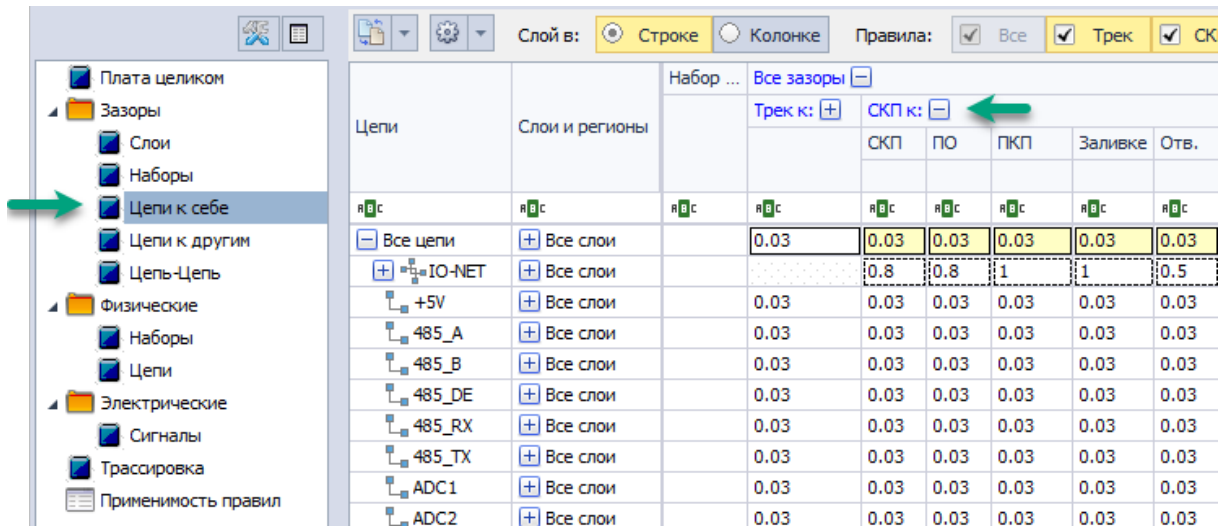 Слой в: Строке Колонке Правила: Все Трек СК
Плата целиком
Зазоры
Слои
Наборы
Цепи к себе
Цепи к другим
Цепь-Цепь
Физические
Наборы
Цепи
Электрические
Сигналы
Трассировка
Применимость правил
Цепи Слои и регионы Набор ... Все зазоры
Трек к: СКП к:
СКП ПО ПКП Заливке Отв.
ABC ABC ABC ABC ABC ABC ABC ABC ABC
Все цепи Все слои 0.03 0.03 0.03 0.03 0.03 0.03
IO-NET Все слои 0.8 0.8 1 1 0.5
+5V Все слои 0.03 0.03 0.03 0.03 0.03 0.03
485_A Все слои 0.03 0.03 0.03 0.03 0.03 0.03
485_B Все слои 0.03 0.03 0.03 0.03 0.03 0.03
485_DE Все слои 0.03 0.03 0.03 0.03 0.03 0.03
485_RX Все слои 0.03 0.03 0.03 0.03 0.03 0.03
485_TX Все слои 0.03 0.03 0.03 0.03 0.03 0.03
ADC1 Все слои 0.03 0.03 0.03 0.03 0.03 0.03
ADC2 Все слои 0.03 0.03 0.03 0.03 0.03 0.03